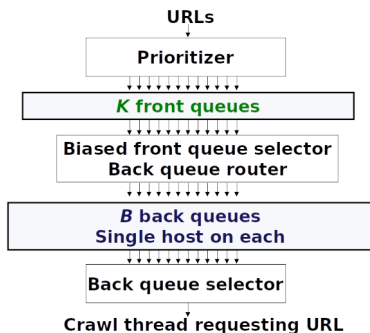 URLs
Prioritizer
K front queues
Biased front queue selector
Back queue router
B back queues
Single host on each
Back queue selector
Crawl thread requesting URL